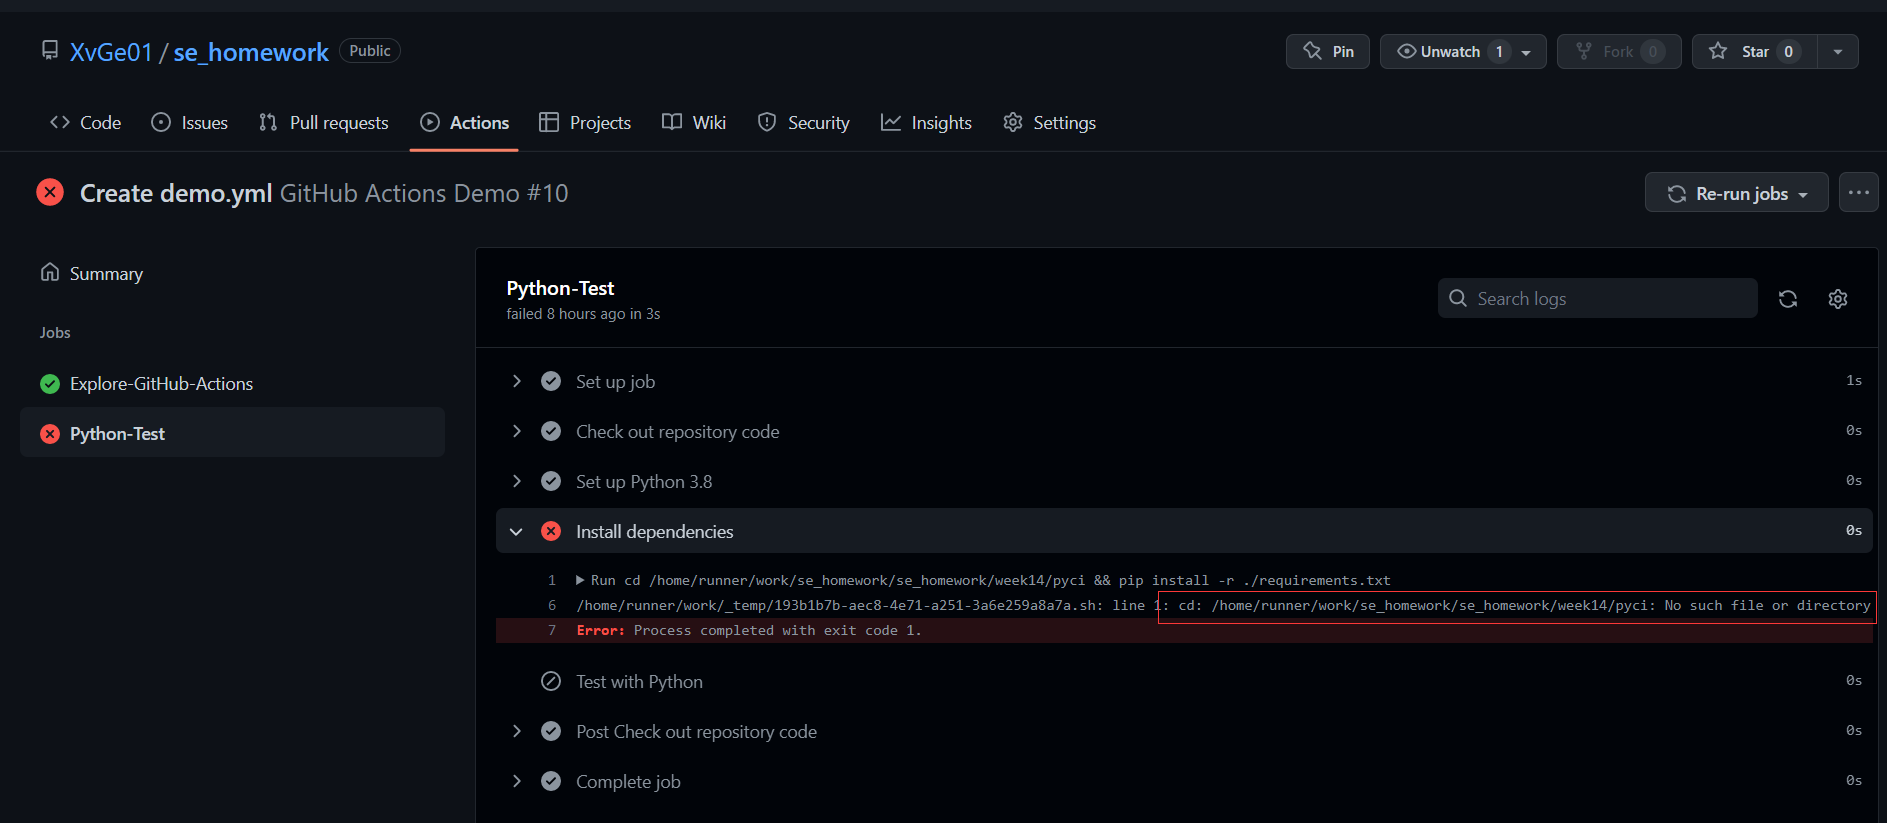 XvGe01 / se_homework Public
Pin Unwatch 1 Fork 0 Star 0
Code Issues Pull requests Actions Projects Wiki Security Insights Settings
Create demo.yml GitHub Actions Demo #10
Re-run jobs
Summary
Jobs
Explore-GitHub-Actions
Python-Test
Python-Test
failed 8 hours ago in 3s
Search logs
Set up job 1s
Check out repository code 0s
Set up Python 3.8 0s
Install dependencies 0s
1 Run cd /home/runner/work/se_homework/se_homework/week14/pyci && pip install -r ./requirements.txt
6 /home/runner/work/_temp/193b1b7b-aec8-4e71-a251-3a6e259a8a7a.sh: line 1: cd: /home/runner/work/se_homework/se_homework/week14/pyci: No such file or directory
7 Error: Process completed with exit code 1.
Test with Python 0s
Post Check out repository code 0s
Complete job 0s